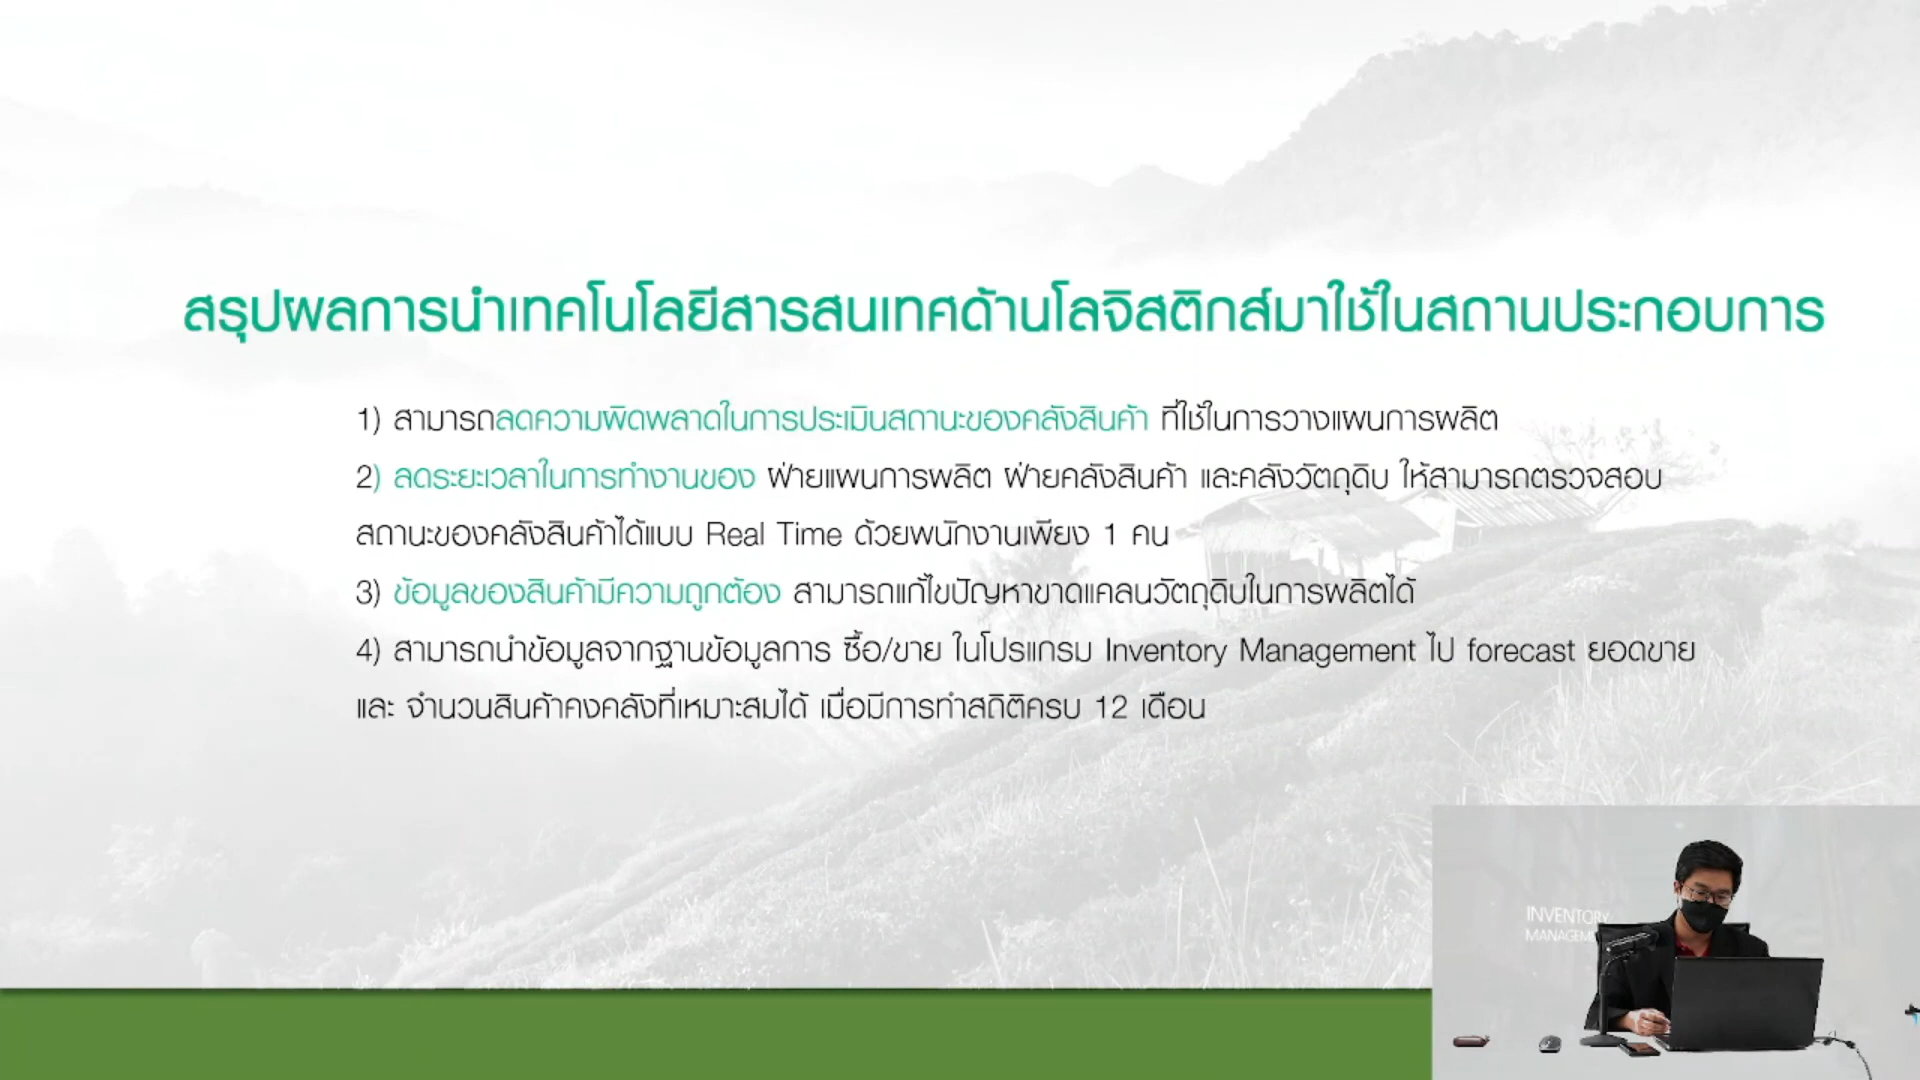 สรุปผลการนำเทคโนโลยีสารสนเทศด้านโลจิสติกส์มาใช้ในสถานประกอบการ
1) สามารถลดความผิดพลาดในการประเมินสถานะของคลังสินค้า ที่ใช้ในการวางแผนการผลิต
2) ลดระยะเวลาในการทำงานของ ฝ่ายแผนการผลิต ฝ่ายคลังสินค้า และคลังวัตถุดิบ ให้สามารถตรวจสอบ
สถานะของคลังสินค้าได้แบบ Real Time ด้วยพนักงานเพียง 1 คน
3) ข้อมูลของสินค้ามีความถูกต้อง สามารถแก้ไขปัญหาขาดแคลนวัตถุดิบในการผลิตได้
4) สามารถนำข้อมูลจากฐานข้อมูลการ ซื้อ/ขาย ในโปรแกรม Inventory Management ไป forecast ยอดขาย
และ จำนวนสินค้าคงคลังที่เหมาะสมได้ เมื่อมีการทำสถิติครบ 12 เดือน
INVENTORY